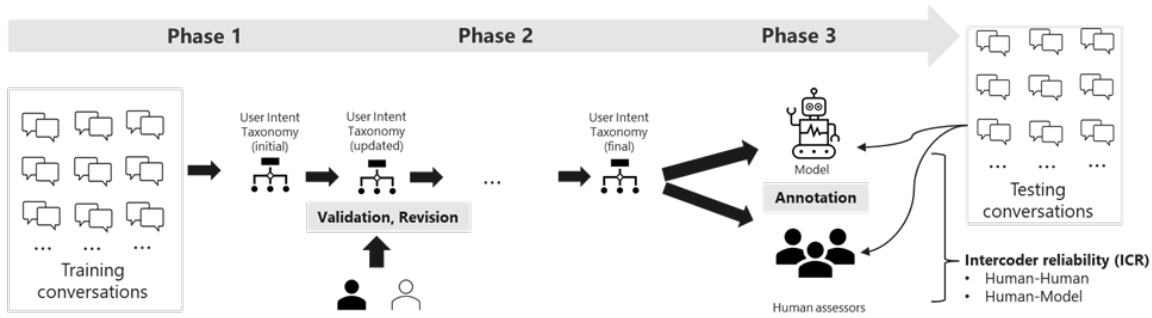 Phase 1
Phase 2
Phase 3
...
...
...
Training
conversations
User Intent
Taxonomy
(initial)
User Intent
Taxonomy
(updated)
Validation, Revision
...
User Intent
Taxonomy
(final)
Model
Annotation
Human assessors
...
...
...
Testing
conversations
Intercoder reliability (ICR)
• Human-Human
• Human-Model